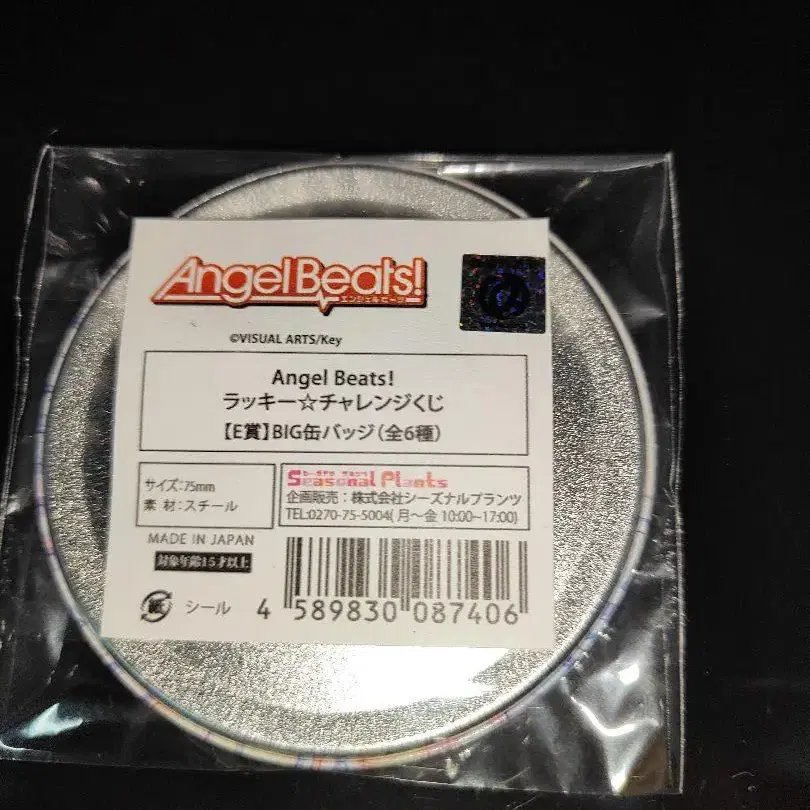 Angel Beats!
エンジェルビーツ
©VISUAL ARTS/Key
Angel Beats!
ラッキー☆チャレンジくじ
【E賞】BIG缶バッジ(全6種)
サイズ:75mm
素 材:スチール
Seasonal Plants
企画販売:株式会社シーズナルプランツ
TEL:0270-75-5004(月~金 10:00~17:00)
MADE IN JAPAN
対象年齢15才以上
紙 シール
4 589830 087406